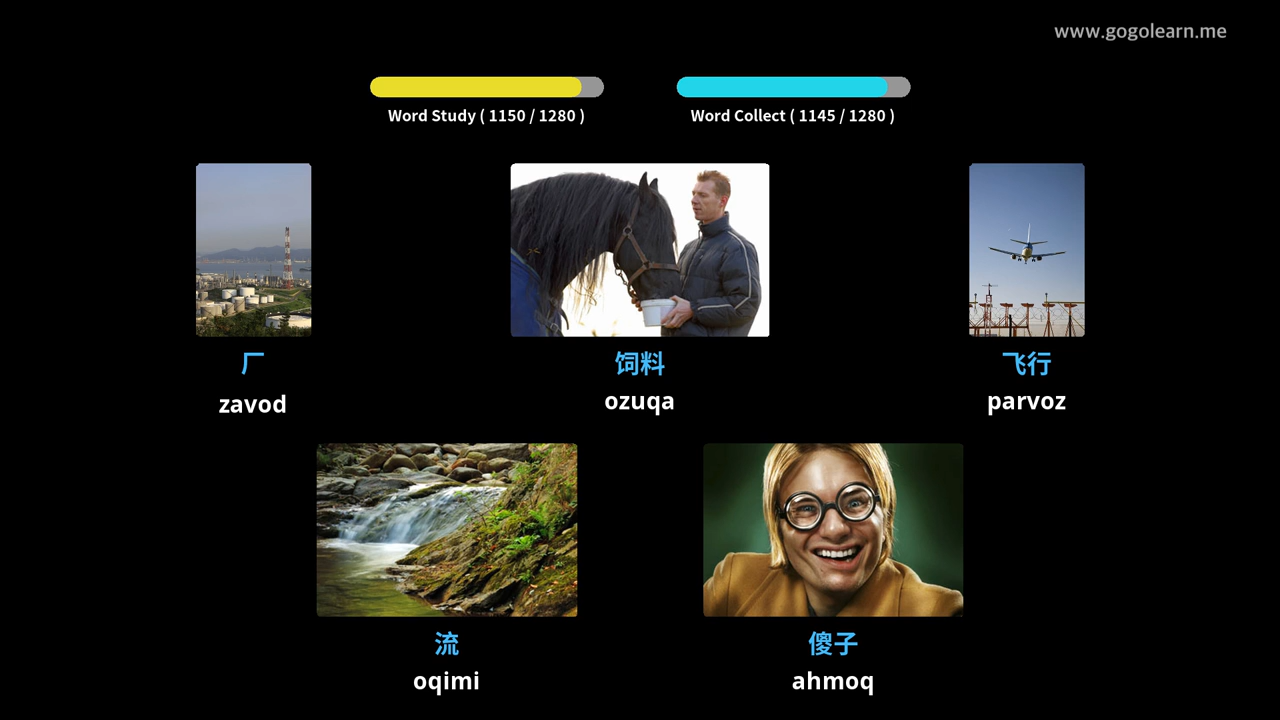 www.gogolearn.me
Word Study ( 1150 / 1280 )
Word Collect ( 1145 / 1280 )
厂
zavod
饲料
ozuqa
飞行
parvoz
流
oqimi
傻子
ahmoq